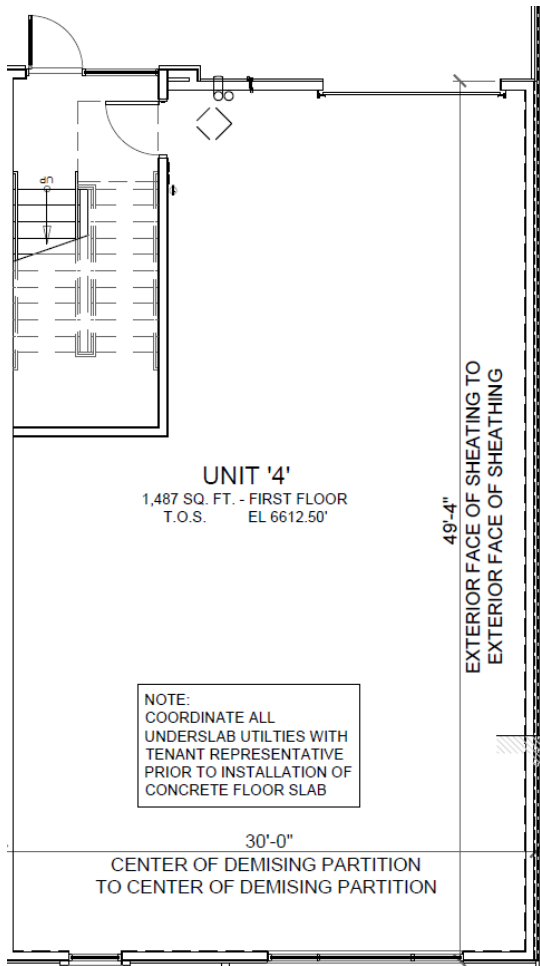 UP
UNIT '4'
1,487 SQ. FT. - FIRST FLOOR
T.O.S. EL 6612.50'
49'-4"
EXTERIOR FACE OF SHEATING TO
EXTERIOR FACE OF SHEATHING
NOTE:
COORDINATE ALL
UNDERSLAB UTILTIES WITH
TENANT REPRESENTATIVE
PRIOR TO INSTALLATION OF
CONCRETE FLOOR SLAB
30'-0"
CENTER OF DEMISING PARTITION
TO CENTER OF DEMISING PARTITION